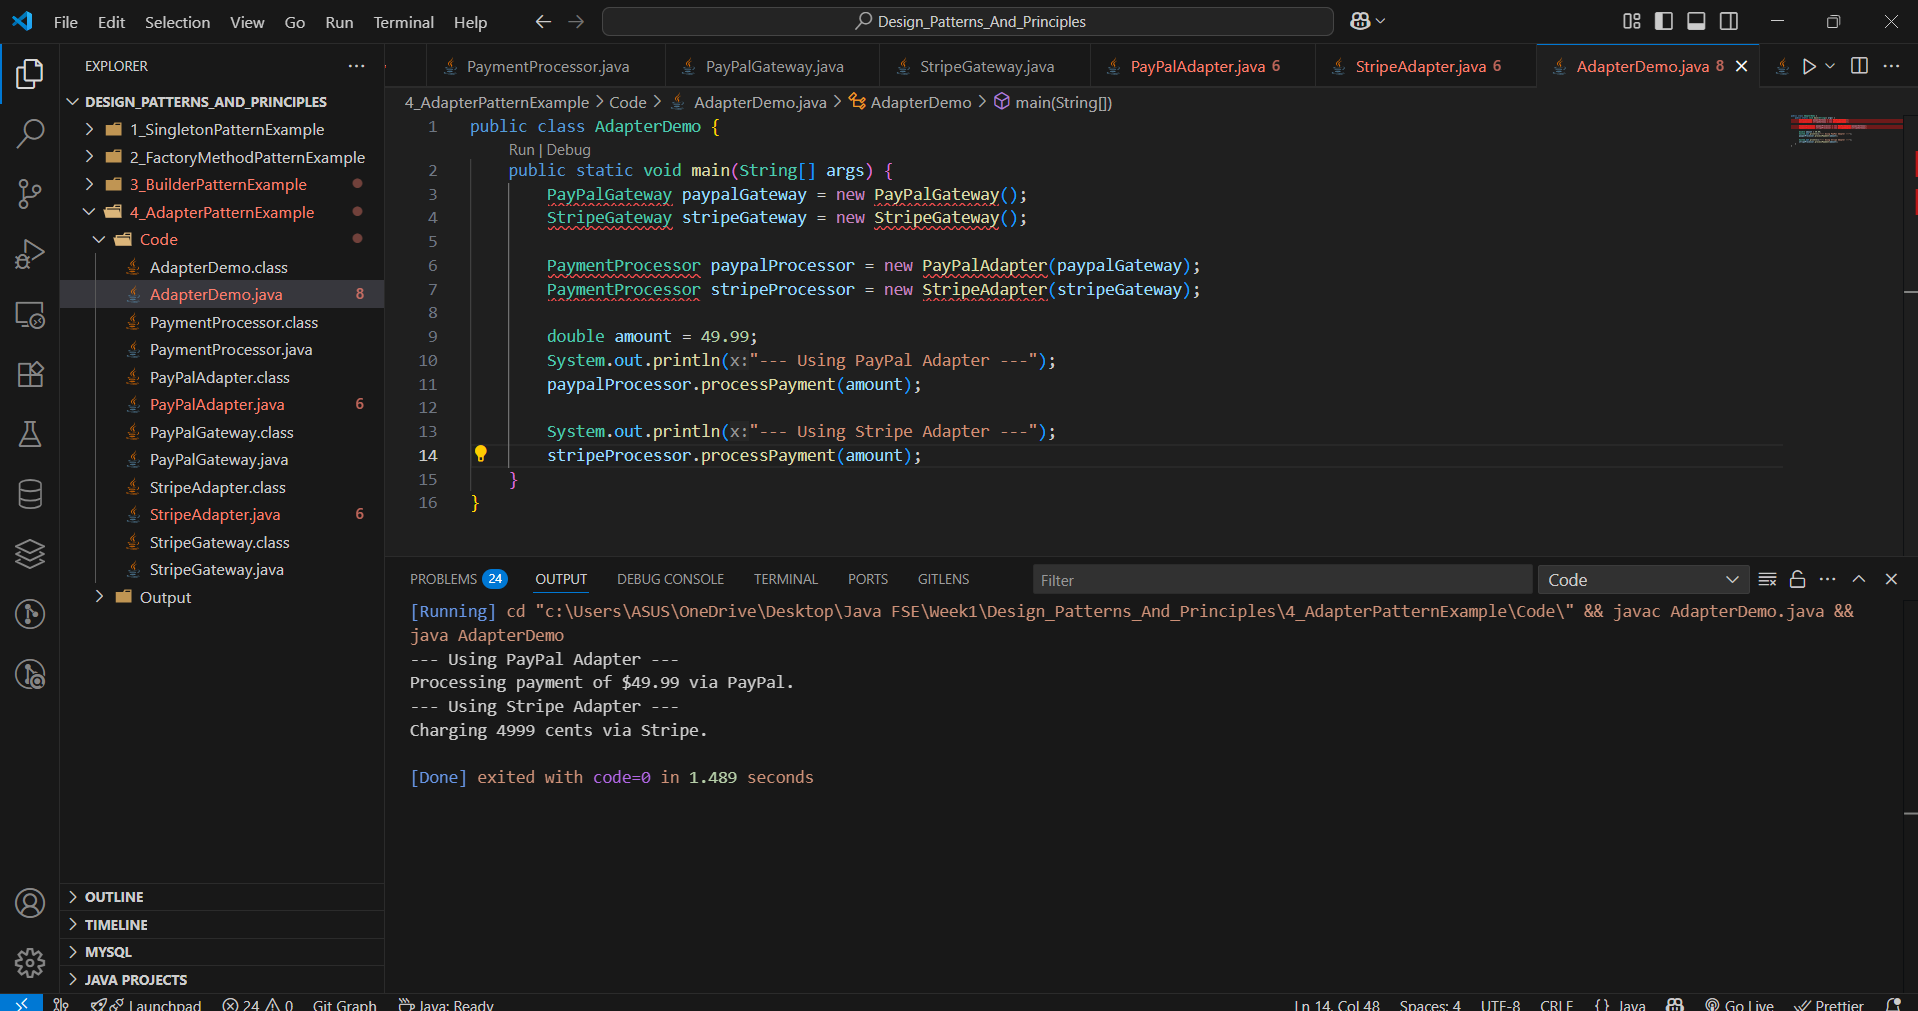 File Edit Selection View Go Run Terminal Help
Design_Patterns_And_Principles
EXPLORER
PaymentProcessor.java PayPalGateway.java StripeGateway.java PayPalAdapter.java 6 StripeAdapter.java 6 AdapterDemo.java 8
4_AdapterPatternExample > Code > AdapterDemo.java > AdapterDemo > main(String[])
DESIGN_PATTERNS_AND_PRINCIPLES
1_SingletonPatternExample
2_FactoryMethodPatternExample
3_BuilderPatternExample
4_AdapterPatternExample
Code
AdapterDemo.class
AdapterDemo.java 8
PaymentProcessor.class
PaymentProcessor.java
PayPalAdapter.class
PayPalAdapter.java 6
PayPalGateway.class
PayPalGateway.java
StripeAdapter.class
StripeAdapter.java 6
StripeGateway.class
StripeGateway.java
Output
OUTLINE
TIMELINE
MYSQL
JAVA PROJECTS
1 public class AdapterDemo {
Run | Debug
2 public static void main(String[] args) {
3 PayPalGateway paypalGateway = new PayPalGateway();
4 StripeGateway stripeGateway = new StripeGateway();
5
6 PaymentProcessor paypalProcessor = new PayPalAdapter(paypalGateway);
7 PaymentProcessor stripeProcessor = new StripeAdapter(stripeGateway);
8
9 double amount = 49.99;
10 System.out.println(x:"--- Using PayPal Adapter ---");
11 paypalProcessor.processPayment(amount);
12
13 System.out.println(x:"--- Using Stripe Adapter ---");
14 stripeProcessor.processPayment(amount);
15 }
16 }
PROBLEMS 24 OUTPUT DEBUG CONSOLE TERMINAL PORTS GITLENS
Filter
Code
[Running] cd "c:\Users\ASUS\OneDrive\Desktop\Java FSE\Week1\Design_Patterns_And_Principles\4_AdapterPatternExample\Code\" && javac AdapterDemo.java &&
java AdapterDemo
--- Using PayPal Adapter ---
Processing payment of $49.99 via PayPal.
--- Using Stripe Adapter ---
Charging 4999 cents via Stripe.
[Done] exited with code=0 in 1.489 seconds
Launchpad 24 0 Git Graph Java: Ready Ln 14, Col 48 Spaces: 4 UTF-8 CRLF {} Java Go Live Prettier